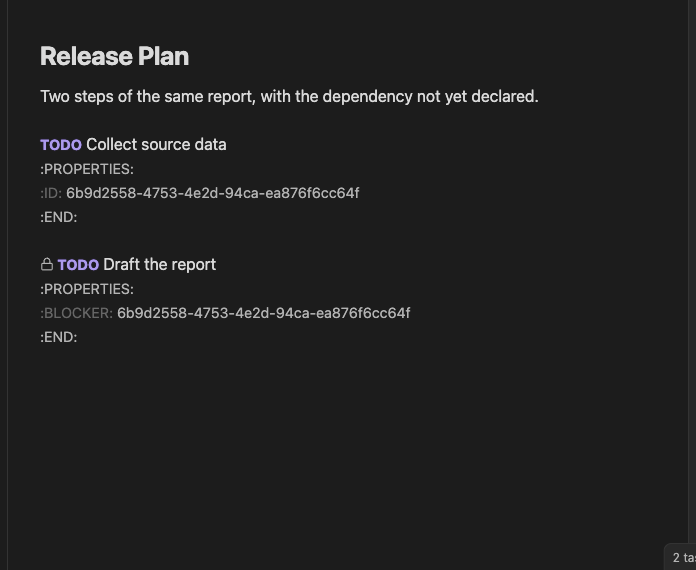 Release Plan
Two steps of the same report, with the dependency not yet declared.
TODO Collect source data
:PROPERTIES:
:ID: 6b9d2558-4753-4e2d-94ca-ea876f6cc64f
:END:
TODO Draft the report
:PROPERTIES:
:BLOCKER: 6b9d2558-4753-4e2d-94ca-ea876f6cc64f
:END:
2